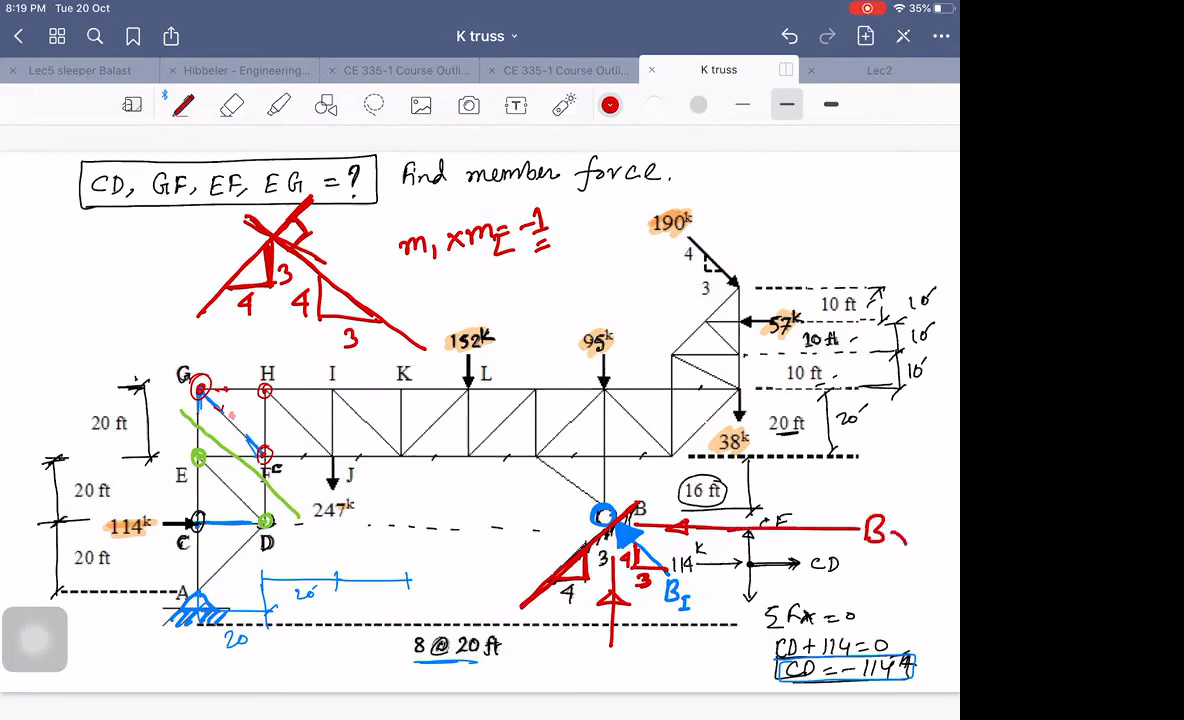 8:19 PM Tue 20 Oct
35%
K truss
Lec5 sleeper Balast
Hibbeler - Engineering...
CE 335-1 Course Outli...
CE 335-1 Course Outli...
K truss
Lec2
CD, GF, EF, EG = ? Find member force.
m1 x m2 = -1
3
4
4
3
190k
4
3
57k
10 ft
10 ft
10 ft
10'
10'
10'
152k
95k
G H I K L
20 ft
20 ft
20'
38k
E F J
20 ft
247k
16 ft
114k
C D
B
F
20 ft
3
4
4
3
114k
CD
A
20'
20
8 @ 20 ft
ΣFx = 0
CD + 114 = 0
CD = -114k